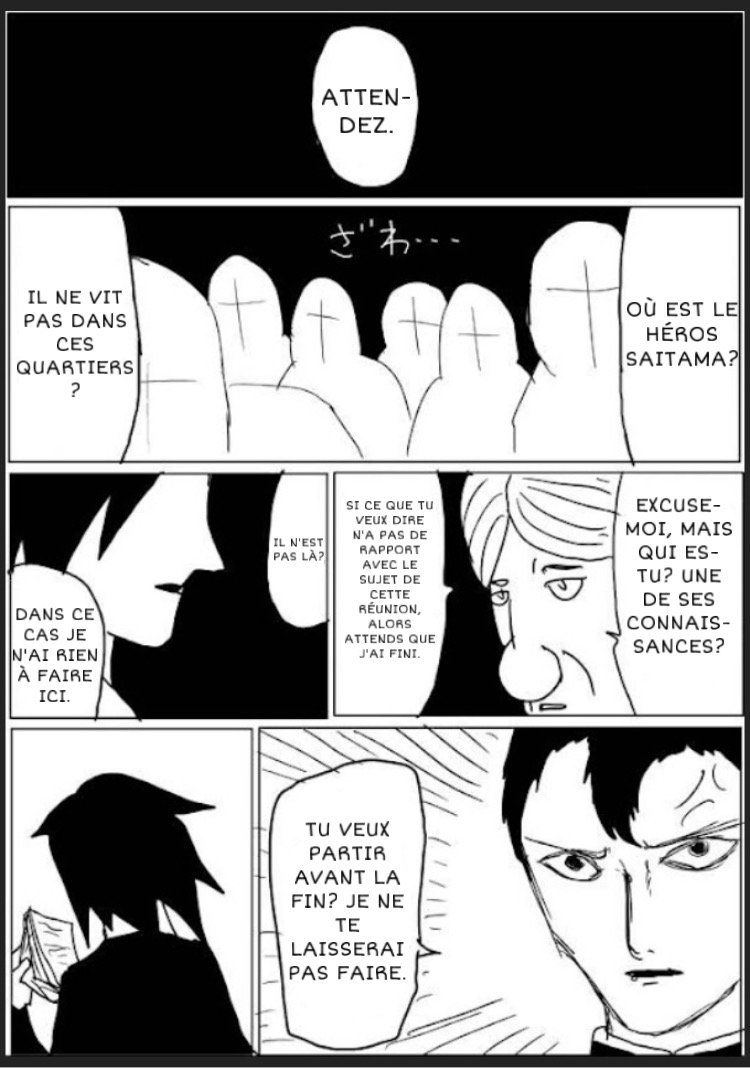 ATTEN-
DEZ.
OÙ EST LE
HÉROS
SAITAMA?
ざわ...
IL NE VIT
PAS DANS
CES
QUARTIERS
?
EXCUSE-
MOI, MAIS
QUI ES-
TU? UNE
DE SES
CONNAIS-
SANCES?
SI CE QUE TU
VEUX DIRE
N'A PAS DE
RAPPORT
AVEC LE
SUJET DE
CETTE
RÉUNION,
ALORS
ATTENDS QUE
J'AI FINI.
IL N'EST
PAS LÀ?
DANS CE
CAS JE
N'AI RIEN
À FAIRE
ICI.
TU VEUX
PARTIR
AVANT LA
FIN? JE NE
TE
LAISSERAI
PAS FAIRE.